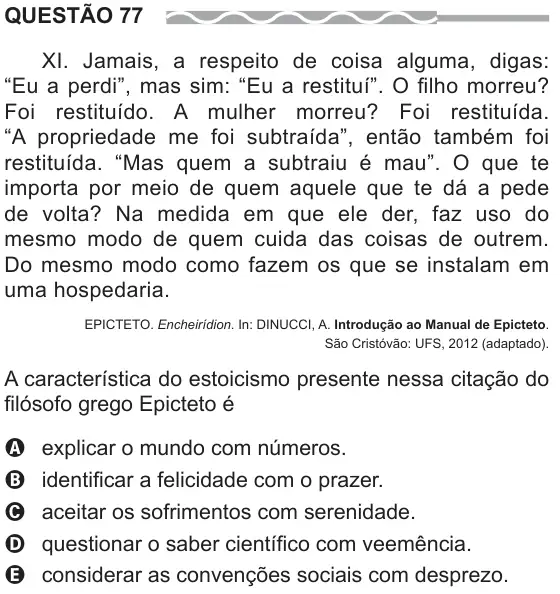 QUESTÃO 77
XI. Jamais, a respeito de coisa alguma, digas:
“Eu a perdi”, mas sim: “Eu a restituí”. O filho morreu?
Foi restituído. A mulher morreu? Foi restituída.
“A propriedade me foi subtraída”, então também foi
restituída. “Mas quem a subtraiu é mau”. O que te
importa por meio de quem aquele que te dá a pede
de volta? Na medida em que ele der, faz uso do
mesmo modo de quem cuida das coisas de outrem.
Do mesmo modo como fazem os que se instalam em
uma hospedaria.
EPICTETO. Encheirídion. In: DINUCCI, A. Introdução ao Manual de Epicteto.
São Cristóvão: UFS, 2012 (adaptado).
A característica do estoicismo presente nessa citação do
filósofo grego Epicteto é
A explicar o mundo com números.
B identificar a felicidade com o prazer.
C aceitar os sofrimentos com serenidade.
D questionar o saber científico com veemência.
E considerar as convenções sociais com desprezo.